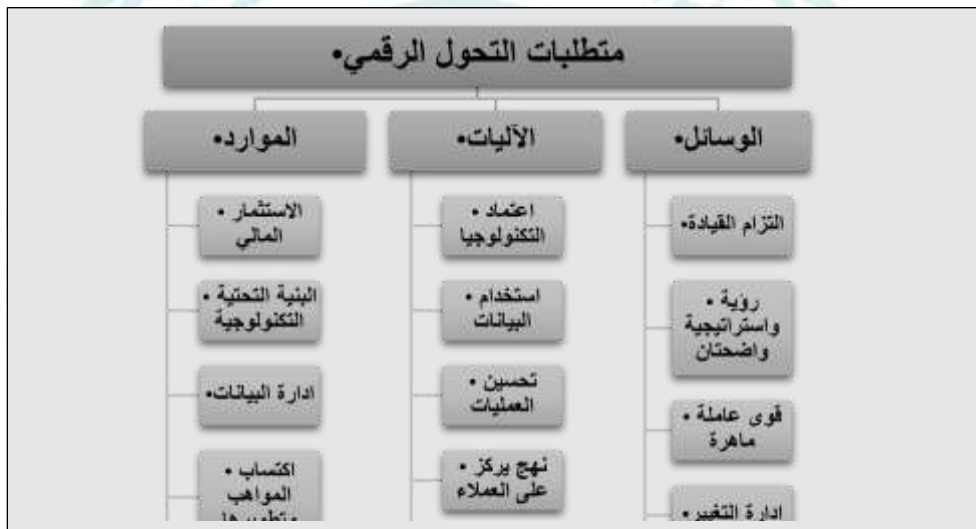 متطلبات التحول الرقمي•
الوسائل•
الآليات•
الموارد•
التزام القيادة•
رؤية •
واستراتيجية
واضحتان
قوى عاملة •
ماهرة
ادارة التغيير•
اعتماد •
التكنولوجيا
استخدام •
البيانات
تحسين •
العمليات
نهج يركز •
على العملاء
الاستثمار •
المالي
البنية التحتية •
التكنولوجية
ادارة البيانات•
اكتساب •
المواهب
وتطويرها